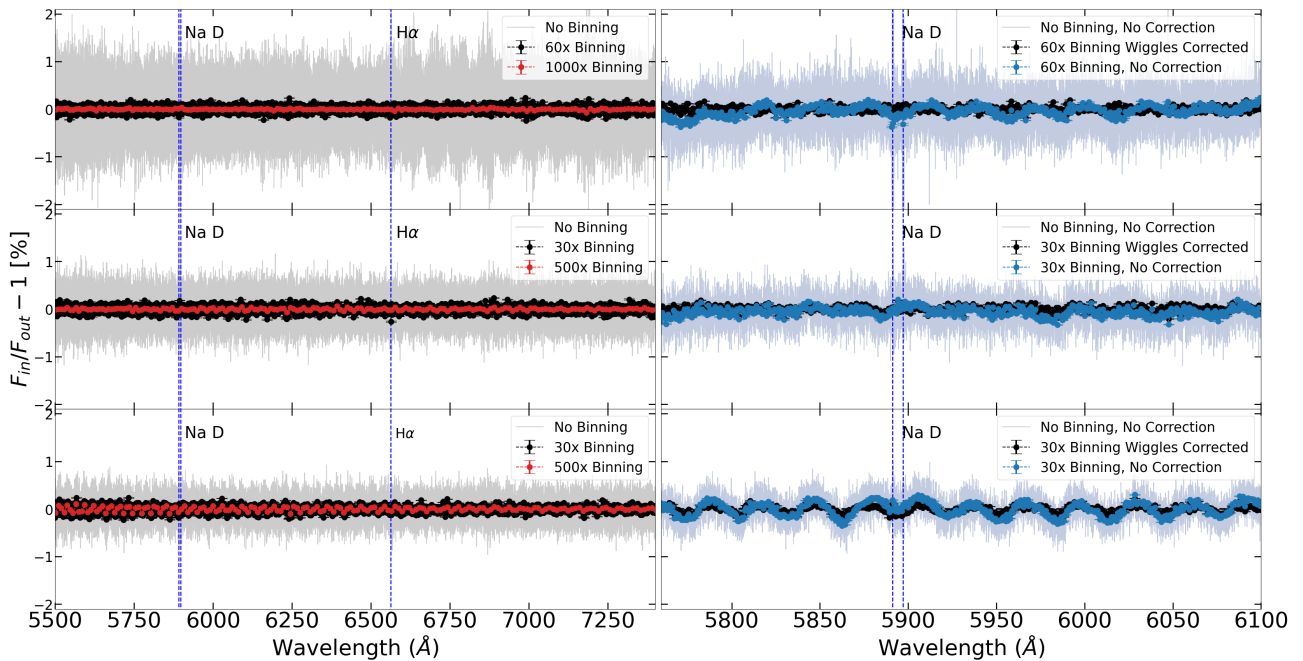 2
1
0
−1
−2
Na D
Hα
No Binning
60x Binning
1000x Binning
Na D
No Binning, No Correction
60x Binning Wiggles Corrected
60x Binning, No Correction
F_in/F_out − 1 [%]
2
1
0
−1
−2
Na D
Hα
No Binning
30x Binning
500x Binning
Na D
No Binning, No Correction
30x Binning Wiggles Corrected
30x Binning, No Correction
2
1
0
−1
−2
Na D
Hα
No Binning
30x Binning
500x Binning
Na D
No Binning, No Correction
30x Binning Wiggles Corrected
30x Binning, No Correction
5500 5750 6000 6250 6500 6750 7000 7250
Wavelength (Å)
5800 5850 5900 5950 6000 6050 6100
Wavelength (Å)